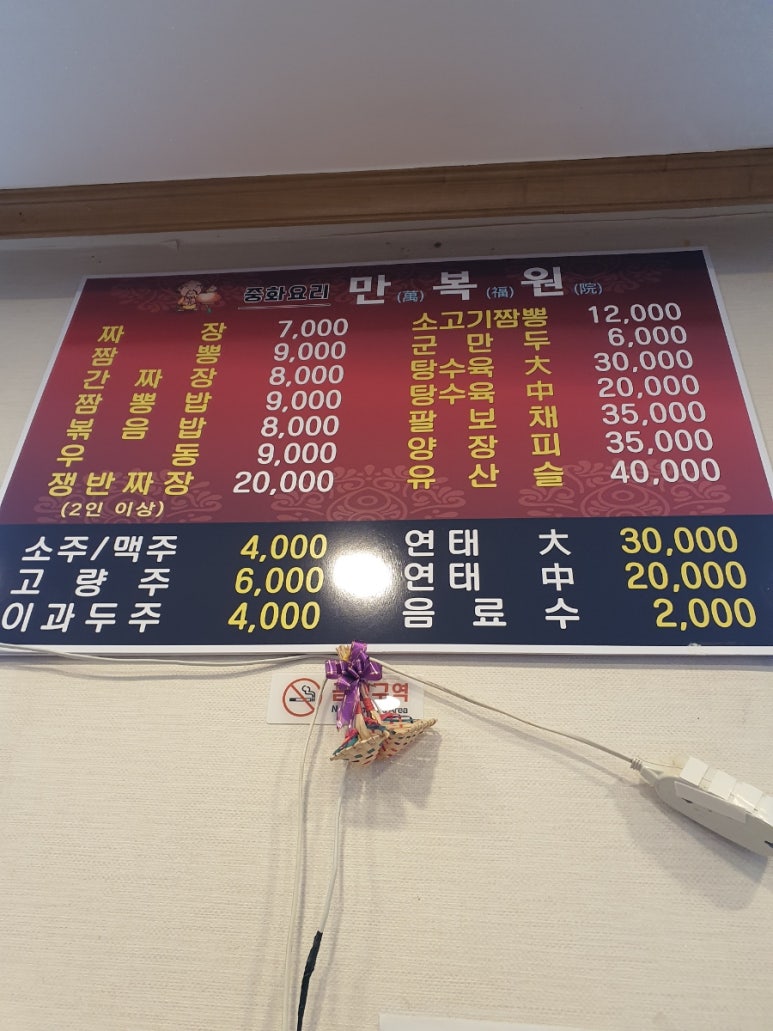 중화요리 만(萬)복(福)원(院)
짜장 7,000
짬뽕 9,000
간짜장 8,000
짬뽕밥 9,000
볶음밥 8,000
우동 9,000
쟁반짜장 20,000
(2인 이상)
소고기짬뽕 12,000
군만두 6,000
탕수육 大 30,000
탕수육 中 20,000
팔보채 35,000
양장피 35,000
유산슬 40,000
소주/맥주 4,000
고량주 6,000
이과두주 4,000
연태 大 30,000
연태 中 20,000
음료수 2,000
구역